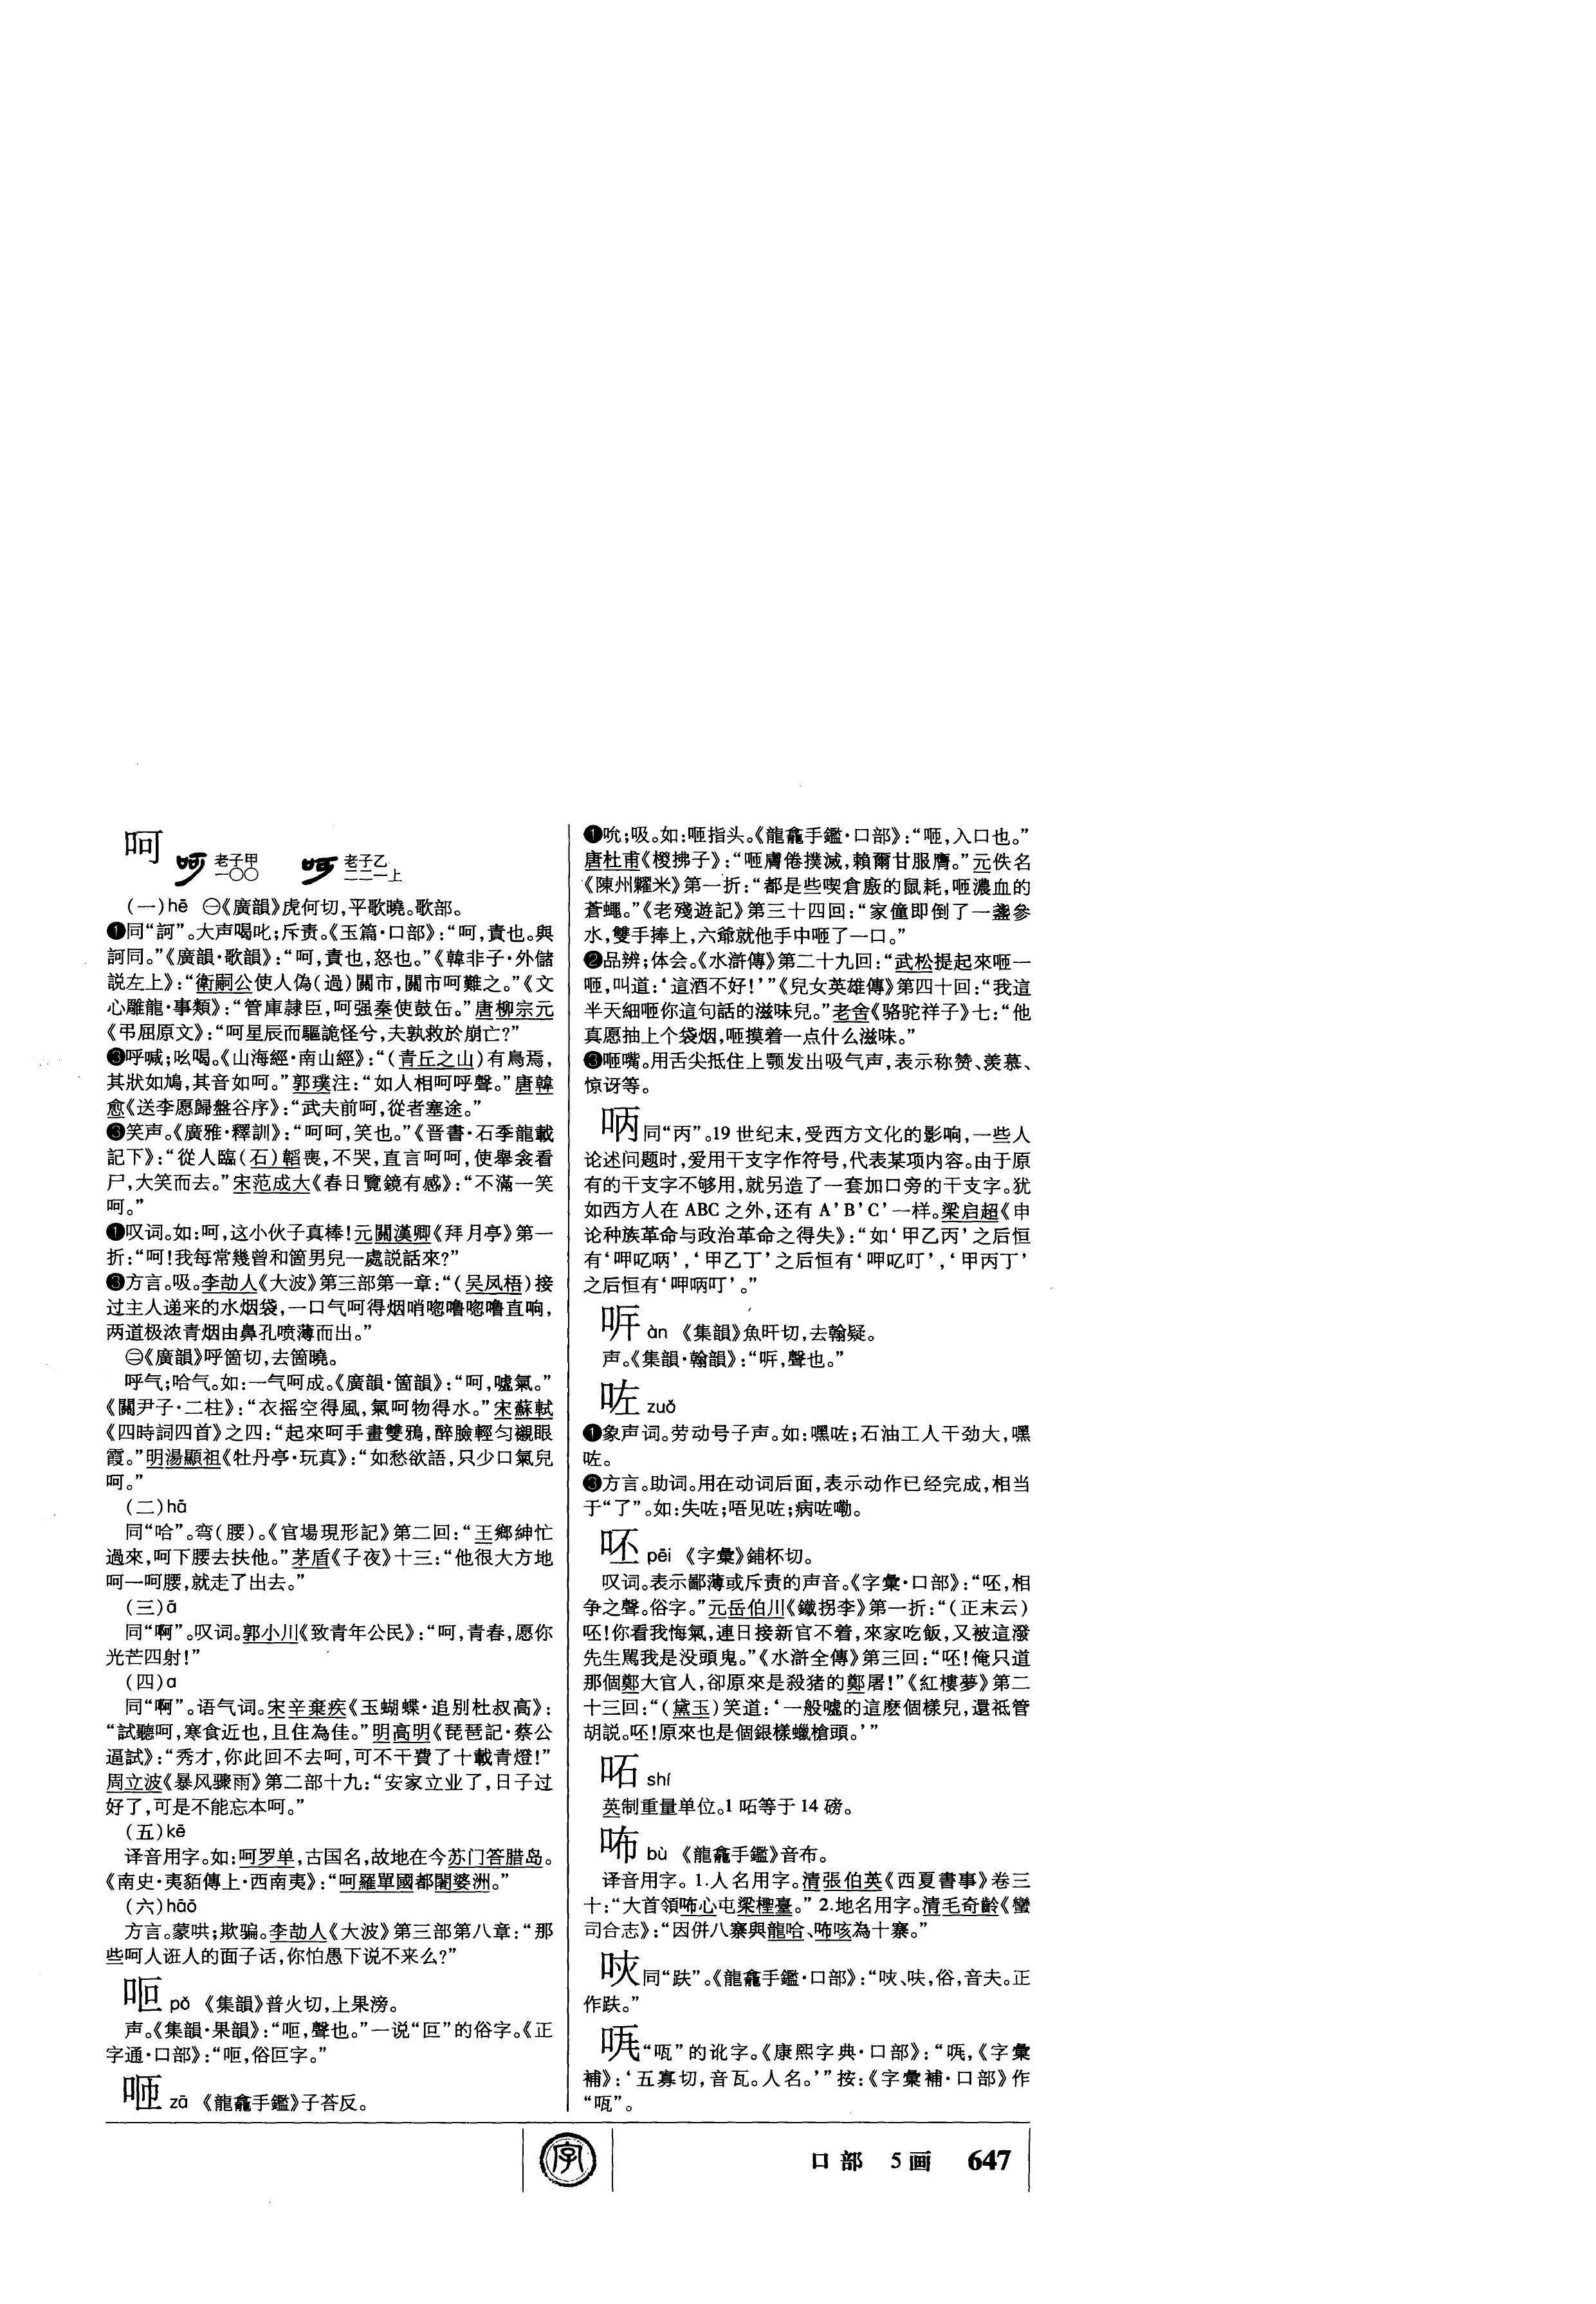 呵 老子甲一〇〇 老子乙二二一上
(一)hē ㊀《廣韻》虎何切,平歌曉。歌部。
❶同“訶”。大声喝叱;斥责。《玉篇·口部》:“呵,責也。與
訶同。”《廣韻·歌韻》:“呵,責也,怒也。”《韓非子·外儲
説左上》:“衛嗣公使人偽(過)關市,關市呵難之。”《文
心雕龍·事類》:“管庫隷臣,呵强秦使鼓缶。”唐柳宗元
《弔屈原文》:“呵星辰而驅詭怪兮,夫孰救於崩亡?”
❸呼喊;吆喝。《山海經·南山經》:“(青丘之山)有鳥焉,
其狀如鳩,其音如呵。”郭璞注:“如人相呵呼聲。”唐韓
愈《送李愿歸盤谷序》:“武夫前呵,從者塞途。”
❸笑声。《廣雅·釋訓》:“呵呵,笑也。”《晋書·石季龍載
記下》:“從人臨(石)韜喪,不哭,直言呵呵,使舉衾看
尸,大笑而去。”宋范成大《春日覽鏡有感》:“不滿一笑
呵。”
❶叹词。如:呵,这小伙子真棒!元關漢卿《拜月亭》第一
折:“呵!我每常幾曾和箇男兒一處説話來?”
❸方言。吸。李劼人《大波》第三部第一章:“(吴凤梧)接
过主人递来的水烟袋,一口气呵得烟哨唿噜唿噜直响,
两道极浓青烟由鼻孔喷薄而出。”
㊁《廣韻》呼箇切,去箇曉。
呼气;哈气。如:一气呵成。《廣韻·箇韻》:“呵,噓氣。”
《關尹子·二柱》:“衣摇空得風,氣呵物得水。”宋蘇軾
《四時詞四首》之四:“起來呵手畫雙鴉,醉臉輕匀襯眼
霞。”明湯顯祖《牡丹亭·玩真》:“如愁欲語,只少口氣兒
呵。”
(二)hā
同“哈”。弯(腰)。《官場現形記》第二回:“王鄉紳忙
過來,呵下腰去扶他。”茅盾《子夜》十三:“他很大方地
呵一呵腰,就走了出去。”
(三)ā
同“啊”。叹词。郭小川《致青年公民》:“呵,青春,愿你
光芒四射!”
(四)a
同“啊”。语气词。宋辛棄疾《玉蝴蝶·追别杜叔高》:
“試聽呵,寒食近也,且住為佳。”明高明《琵琶記·蔡公
逼試》:“秀才,你此回不去呵,可不干費了十載青燈!”
周立波《暴风骤雨》第二部十九:“安家立业了,日子过
好了,可是不能忘本呵。”
(五)kē
译音用字。如:呵罗单,古国名,故地在今苏门答腊岛。
《南史·夷貊傳上·西南夷》:“呵羅單國都闍婆洲。”
(六)hāo
方言。蒙哄;欺骗。李劼人《大波》第三部第八章:“那
些呵人诳人的面子话,你怕愚下说不来么?”
㕰 pǒ 《集韻》普火切,上果滂。
声。《集韻·果韻》:“㕰,聲也。”一说“叵”的俗字。《正
字通·口部》:“㕰,俗叵字。”
咂 zā 《龍龕手鑑》子荅反。
❶吮;吸。如:咂指头。《龍龕手鑑·口部》:“咂,入口也。”
唐杜甫《椶拂子》:“咂膚倦撲滅,賴爾甘服膺。”元佚名
《陳州糶米》第一折:“都是些喫倉廒的鼠耗,咂濃血的
蒼蠅。”《老殘遊記》第三十四回:“家僮即倒了一盞參
水,雙手捧上,六爺就他手中咂了一口。”
❷品辨;体会。《水滸傳》第二十九回:“武松提起來咂一
咂,叫道:‘這酒不好!’”《兒女英雄傳》第四十回:“我這
半天細咂你這句話的滋味兒。”老舍《骆驼祥子》七:“他
真愿抽上个袋烟,咂摸着一点什么滋味。”
❸咂嘴。用舌尖抵住上颚发出吸气声,表示称赞、羡慕、
惊讶等。
𠰳同“丙”。19世纪末,受西方文化的影响,一些人
论述问题时,爱用干支字作符号,代表某项内容。由于原
有的干支字不够用,就另造了一套加口旁的干支字。犹
如西方人在ABC之外,还有A’B’C’一样。梁启超《申
论种族革命与政治革命之得失》:“如‘甲乙丙’之后恒
有‘呷𠮙𠰳’,‘甲乙丁’之后恒有‘呷𠮙叮’,‘甲丙丁’
之后恒有‘呷𠰳叮’。”
àn 《集韻》魚旰切,去翰疑。
声。《集韻·翰韻》:“,聲也。”
咗 zuǒ
❶象声词。劳动号子声。如:嘿咗;石油工人干劲大,嘿
咗。
❸方言。助词。用在动词后面,表示动作已经完成,相当
于“了”。如:失咗;唔见咗;病咗嘞。
呸 pēi 《字彙》鋪杯切。
叹词。表示鄙薄或斥责的声音。《字彙·口部》:“呸,相
争之聲。俗字。”元岳伯川《鐵拐李》第一折:“(正末云)
呸!你看我悔氣,連日接新官不着,來家吃飯,又被這潑
先生駡我是没頭鬼。”《水滸全傳》第三回:“呸!俺只道
那個鄭大官人,卻原來是殺猪的鄭屠!”《紅樓夢》第二
十三回:“(黛玉)笑道:‘一般唬的這麽個樣兒,還衹管
胡説。呸!原來也是個銀樣蠟槍頭。’”
䂖 shí
英制重量单位。1 䂖等于14磅。
咘 bù 《龍龕手鑑》音布。
译音用字。1.人名用字。清張伯英《西夏書事》卷三
十:“大首領咘心屯梁檉臺。”2.地名用字。清毛奇齡《蠻
司合志》:“因併八寨與龍哈、咘咳為十寨。”
同“趺”。《龍龕手鑑·口部》:“、呋,俗,音夫。正
作趺。”
“咓”的讹字。《康熙字典·口部》:“,《字彙
補》:‘五寡切,音瓦。人名。’”按:《字彙補·口部》作
“咓”。
字
口部 5画 647